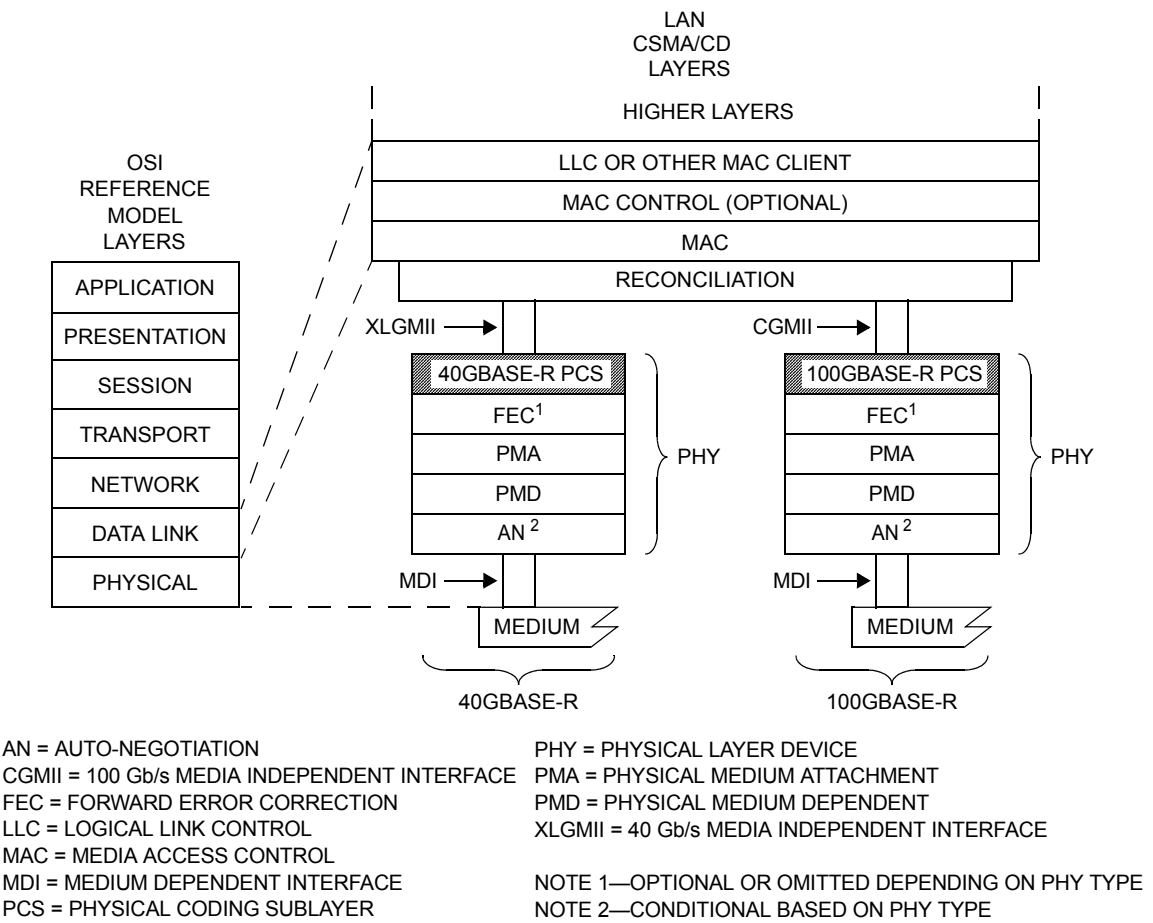 LAN
CSMA/CD
LAYERS
HIGHER LAYERS
LLC OR OTHER MAC CLIENT
MAC CONTROL (OPTIONAL)
MAC
RECONCILIATION
OSI
REFERENCE
MODEL
LAYERS
APPLICATION
PRESENTATION
SESSION
TRANSPORT
NETWORK
DATA LINK
PHYSICAL
XLGMII
40GBASE-R PCS
FEC1
PMA
PMD
AN 2
PHY
MDI
MEDIUM
40GBASE-R
CGMII
100GBASE-R PCS
FEC1
PMA
PMD
AN 2
PHY
MDI
MEDIUM
100GBASE-R
AN = AUTO-NEGOTIATION
CGMII = 100 Gb/s MEDIA INDEPENDENT INTERFACE
FEC = FORWARD ERROR CORRECTION
LLC = LOGICAL LINK CONTROL
MAC = MEDIA ACCESS CONTROL
MDI = MEDIUM DEPENDENT INTERFACE
PCS = PHYSICAL CODING SUBLAYER
PHY = PHYSICAL LAYER DEVICE
PMA = PHYSICAL MEDIUM ATTACHMENT
PMD = PHYSICAL MEDIUM DEPENDENT
XLGMII = 40 Gb/s MEDIA INDEPENDENT INTERFACE
NOTE 1—OPTIONAL OR OMITTED DEPENDING ON PHY TYPE
NOTE 2—CONDITIONAL BASED ON PHY TYPE